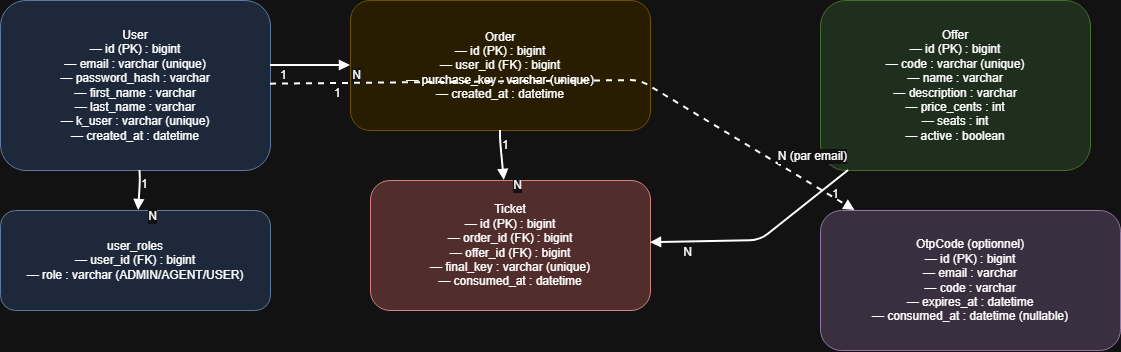 User
— id (PK) : bigint
— email : varchar (unique)
— password_hash : varchar
— first_name : varchar
— last_name : varchar
— k_user : varchar (unique)
— created_at : datetime
1
N
1
Order
— id (PK) : bigint
— user_id (FK) : bigint
— purchase_key : varchar (unique)
— created_at : datetime
Offer
— id (PK) : bigint
— code : varchar (unique)
— name : varchar
— description : varchar
— price_cents : int
— seats : int
— active : boolean
1
N
1
N
N (par email)
1
N
user_roles
— user_id (FK) : bigint
— role : varchar (ADMIN/AGENT/USER)
Ticket
— id (PK) : bigint
— order_id (FK) : bigint
— offer_id (FK) : bigint
— final_key : varchar (unique)
— consumed_at : datetime
OtpCode (optionnel)
— id (PK) : bigint
— email : varchar
— code : varchar
— expires_at : datetime
— consumed_at : datetime (nullable)